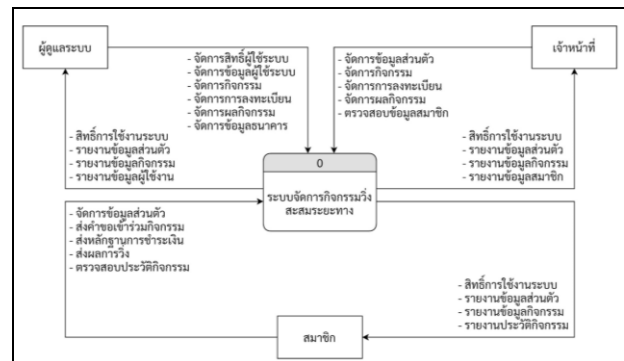 ผู้ดูแลระบบ
เจ้าหน้าที่
- จัดการสิทธิ์ผู้ใช้ระบบ
- จัดการข้อมูลผู้ใช้ระบบ
- จัดการกิจกรรม
- จัดการการลงทะเบียน
- จัดการผลกิจกรรม
- จัดการข้อมูลธนาคาร
- จัดการข้อมูลส่วนตัว
- จัดการกิจกรรม
- จัดการการลงทะเบียน
- จัดการผลกิจกรรม
- ตรวจสอบข้อมูลสมาชิก
- สิทธิ์การใช้งานระบบ
- รายงานข้อมูลส่วนตัว
- รายงานข้อมูลกิจกรรม
- รายงานข้อมูลผู้ใช้งาน
0
ระบบจัดการกิจกรรมวิ่ง
สะสมระยะทาง
- สิทธิ์การใช้งานระบบ
- รายงานข้อมูลส่วนตัว
- รายงานข้อมูลกิจกรรม
- รายงานข้อมูลสมาชิก
- จัดการข้อมูลส่วนตัว
- ส่งคำขอเข้าร่วมกิจกรรม
- ส่งหลักฐานการชำระเงิน
- ส่งผลการวิ่ง
- ตรวจสอบประวัติกิจกรรม
- สิทธิ์การใช้งานระบบ
- รายงานข้อมูลส่วนตัว
- รายงานข้อมูลกิจกรรม
- รายงานประวัติกิจกรรม
สมาชิก